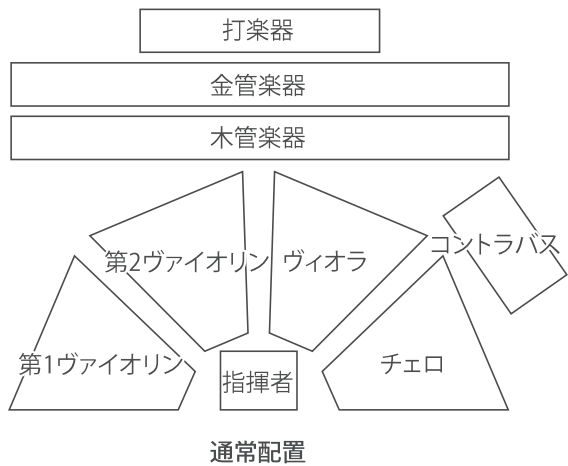 打楽器
金管楽器
木管楽器
コントラバス
第2ヴァイオリン
ヴィオラ
第1ヴァイオリン
チェロ
指揮者
通常配置